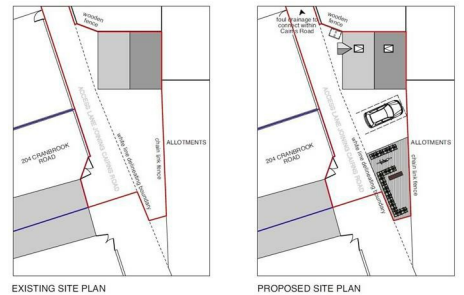 wooden
fence
ACCESS LANE JOINING CAIRNS ROAD
white line delineating boundary
chain link fence
ALLOTMENTS
204 CRANBROOK
ROAD
EXISTING SITE PLAN
foul drainage to
connect within
Cairns Road
wooden
fence
ACCESS LANE JOINING CAIRNS ROAD
white line delineating boundary
chain link fence
ALLOTMENTS
204 CRANBROOK
ROAD
PROPOSED SITE PLAN